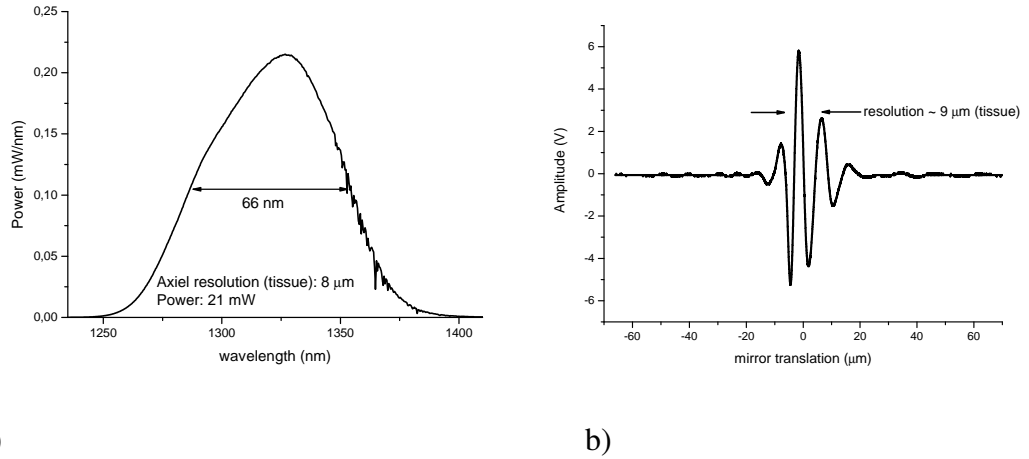 0,25
0,20
0,15
0,10
0,05
0,00
Power (mW/nm)
66 nm
Axiel resolution (tissue): 8 μm
Power: 21 mW
1250 1300 1350 1400
wavelength (nm)
6
4
2
0
-2
-4
-6
Amplitude (V)
resolution ~ 9 μm (tissue)
-60 -40 -20 0 20 40 60
mirror translation (μm)
)
b)